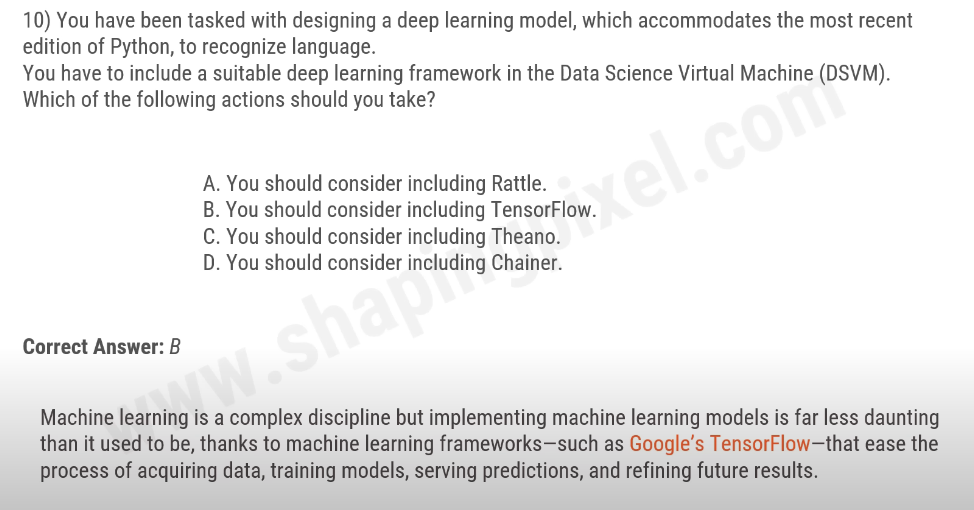 10) You have been tasked with designing a deep learning model, which accommodates the most recent
edition of Python, to recognize language.
You have to include a suitable deep learning framework in the Data Science Virtual Machine (DSVM).
Which of the following actions should you take?
A. You should consider including Rattle.
B. You should consider including TensorFlow.
C. You should consider including Theano.
D. You should consider including Chainer.
Correct Answer: B
Machine learning is a complex discipline but implementing machine learning models is far less daunting
than it used to be, thanks to machine learning frameworks—such as Google’s TensorFlow—that ease the
process of acquiring data, training models, serving predictions, and refining future results.
www.shapingpixel.com